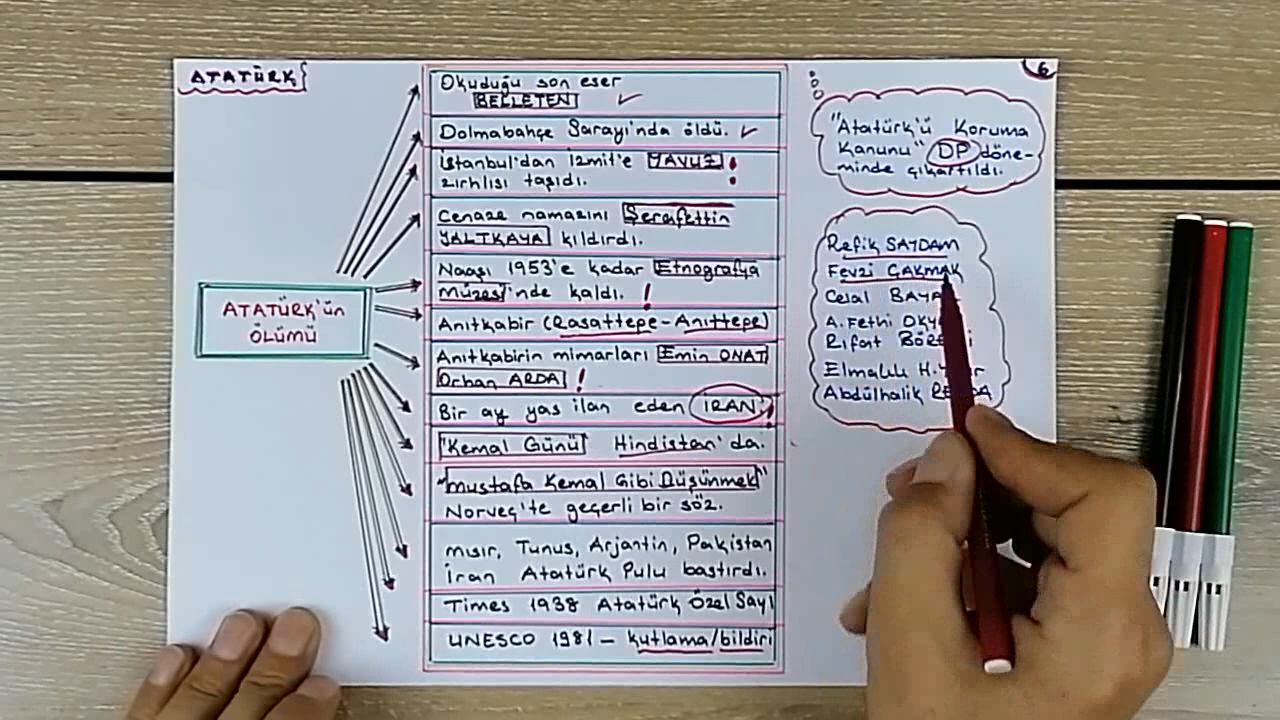 ATATÜRK
6
ATATÜRK'ün
ÖLÜMÜ
Okuduğu son eser
BELLETEN
Dolmabahçe Sarayı'nda öldü.
İstanbul'dan İzmit'e YAVUZ !
zırhlısı taşıdı.
Cenaze namazını Şerafettin
YALTKAYA kıldırdı.
Naaşı 1953'e kadar Etnografya
Müzesi'nde kaldı. !
Anıtkabir (Rasattepe-Anıttepe)
Anıtkabirin mimarları Emin ONAT
Orhan ARDA !
Bir ay yas ilan eden İRAN !
"Kemal Günü" Hindistan'da.
"Mustafa Kemal Gibi Düşünmek"
Norveç'te geçerli bir söz.
Mısır, Tunus, Arjantin, Pakistan
İran Atatürk Pulu bastırdı.
Times 1938 Atatürk Özel Sayı
UNESCO 1981 – kutlama/bildiri
"Atatürk'ü Koruma
Kanunu" DP döne-
minde çıkartıldı.
Refik SAYDAM
Fevzi ÇAKMAK
Celal
A. Fethi
Rıfat
Elmalılı H.
Abdülhalik